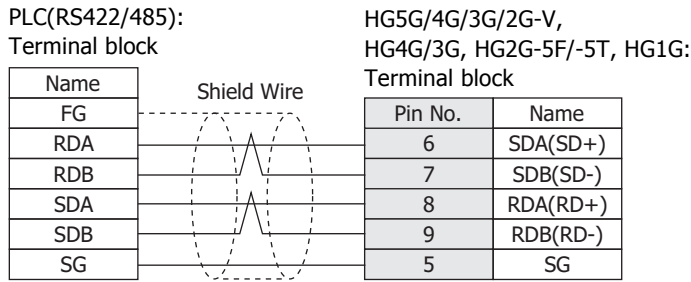 PLC(RS422/485):
Terminal block
HG5G/4G/3G/2G-V,
HG4G/3G, HG2G-5F/-5T, HG1G:
Terminal block
Shield Wire
Name
FG
RDA
RDB
SDA
SDB
SG
Pin No. Name
6 SDA(SD+)
7 SDB(SD-)
8 RDA(RD+)
9 RDB(RD-)
5 SG